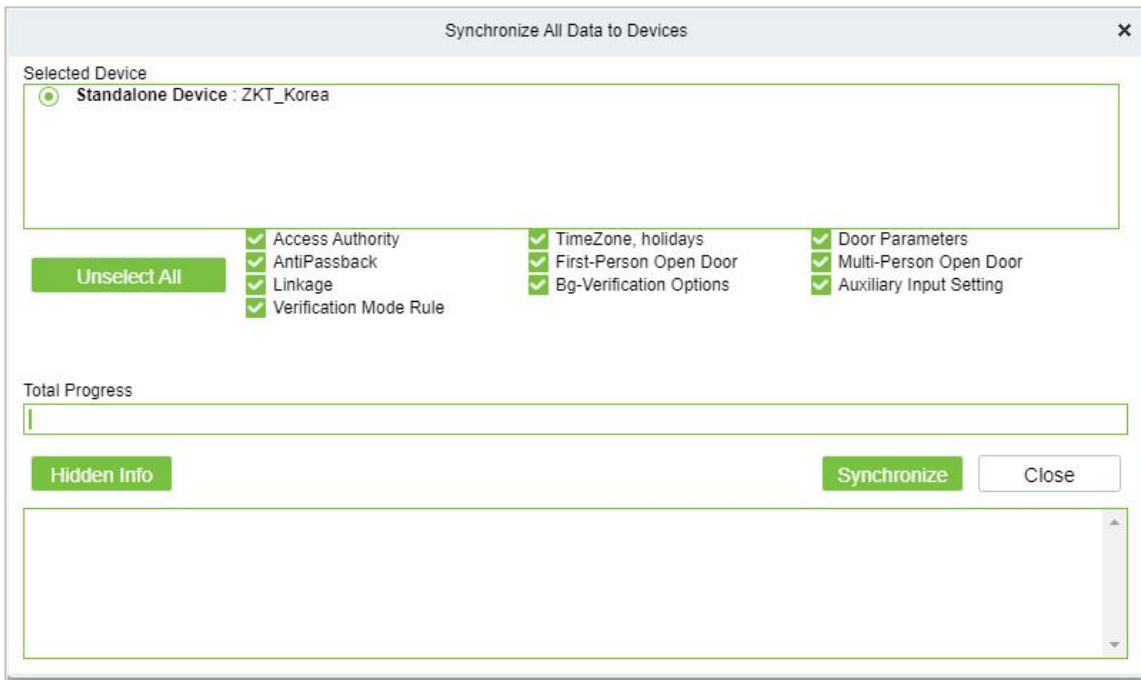 Synchronize All Data to Devices
Selected Device
Standalone Device : ZKT_Korea
Unselect All
Access Authority
TimeZone, holidays
Door Parameters
AntiPassback
First-Person Open Door
Multi-Person Open Door
Linkage
Bg-Verification Options
Auxiliary Input Setting
Verification Mode Rule
Total Progress
Hidden Info
Synchronize
Close